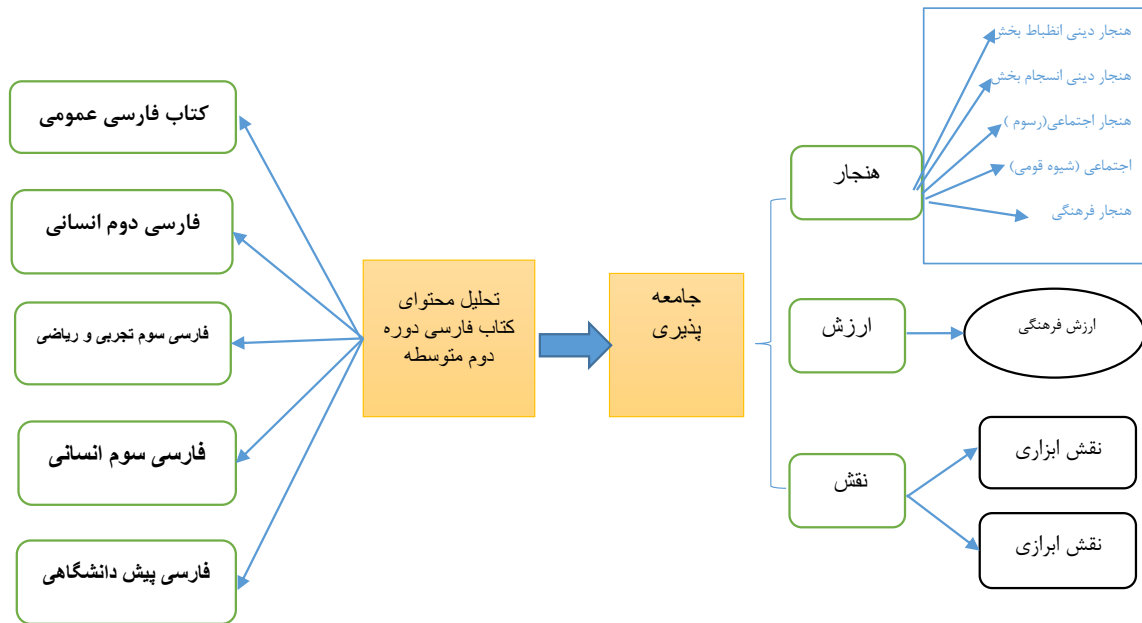 هنجار دینی انظباط بخش
هنجار دینی انسجام بخش
هنجار اجتماعی(رسوم )
اجتماعی (شیوه قومی)
هنجار فرهنگی
هنجار
ارزش
ارزش فرهنگی
نقش
نقش ابزاری
نقش ابرازی
جامعه
پذیری
تحلیل محتوای
کتاب فارسی دوره
دوم متوسطه
کتاب فارسی عمومی
فارسی دوم انسانی
فارسی سوم تجربی و ریاضی
فارسی سوم انسانی
فارسی پیش دانشگاهی